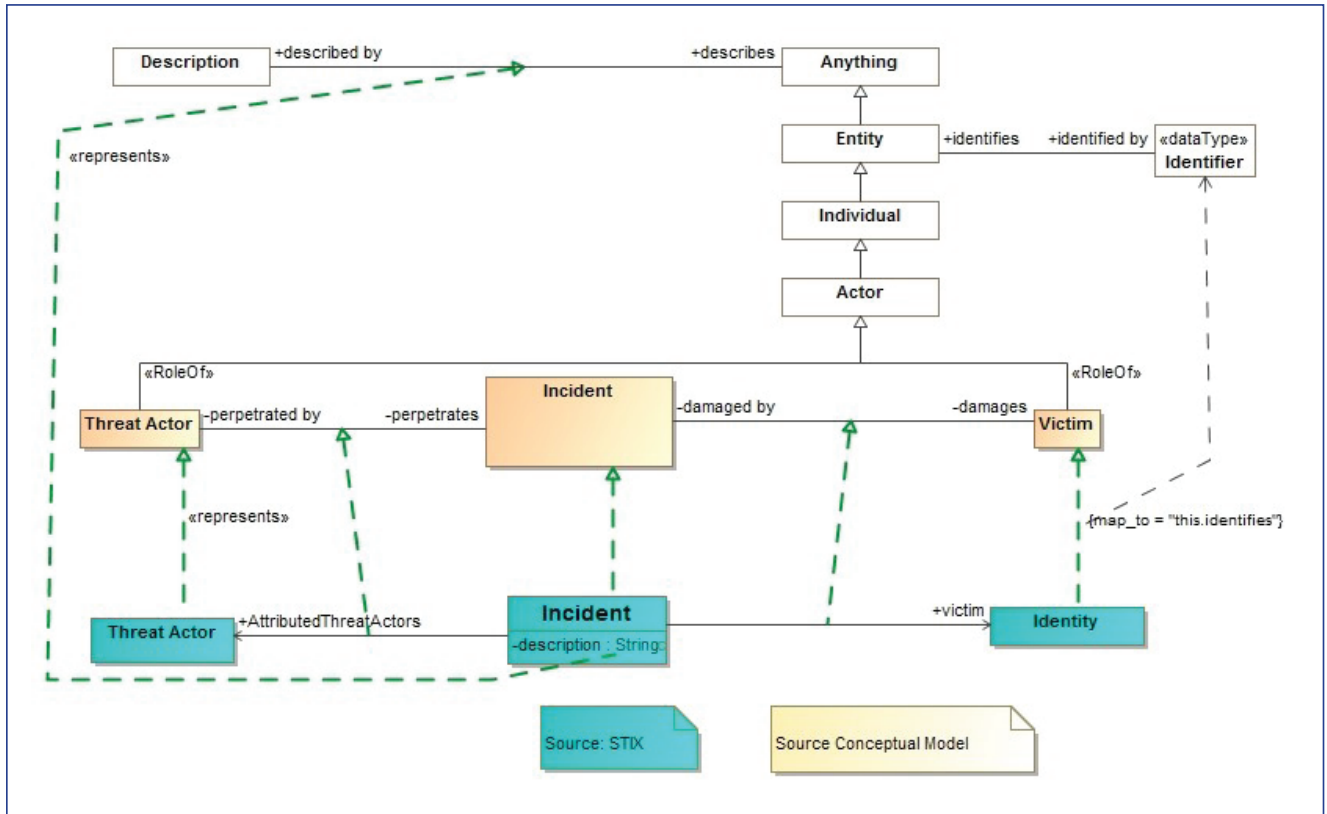 Description
+described by
+describes
Anything
«represents»
Entity
+identifies
+identified by
«dataType»
Identifier
Individual
Actor
«RoleOf»
«RoleOf»
Threat Actor
-perpetrated by
-perpetrates
Incident
-damaged by
-damages
Victim
«represents»
{map_to = "this.identifies"}
Threat Actor
+AttributedThreatActors
Incident
-description : String
+victim
Identity
Source: STIX
Source Conceptual Model